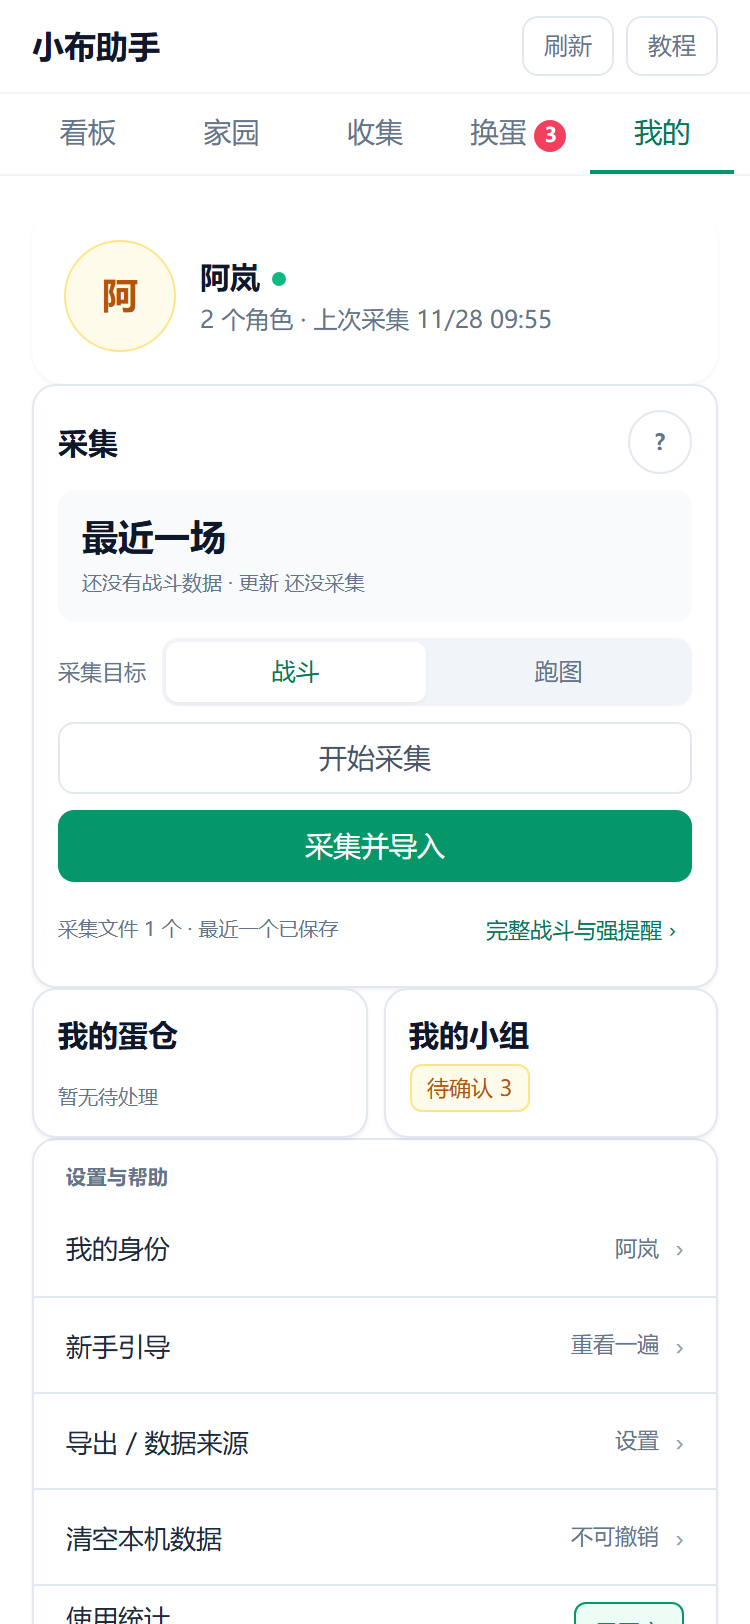 小布助手
刷新
教程
看板
家园
收集
换蛋 3
我的
阿
阿岚
2 个角色 · 上次采集 11/28 09:55
采集
?
最近一场
还没有战斗数据 · 更新 还没采集
采集目标
战斗
跑图
开始采集
采集并导入
采集文件 1 个 · 最近一个已保存
完整战斗与强提醒 ›
我的蛋仓
暂无待处理
我的小组
待确认 3
设置与帮助
我的身份
阿岚 ›
新手引导
重看一遍 ›
导出 / 数据来源
设置 ›
清空本机数据
不可撤销 ›
使用统计